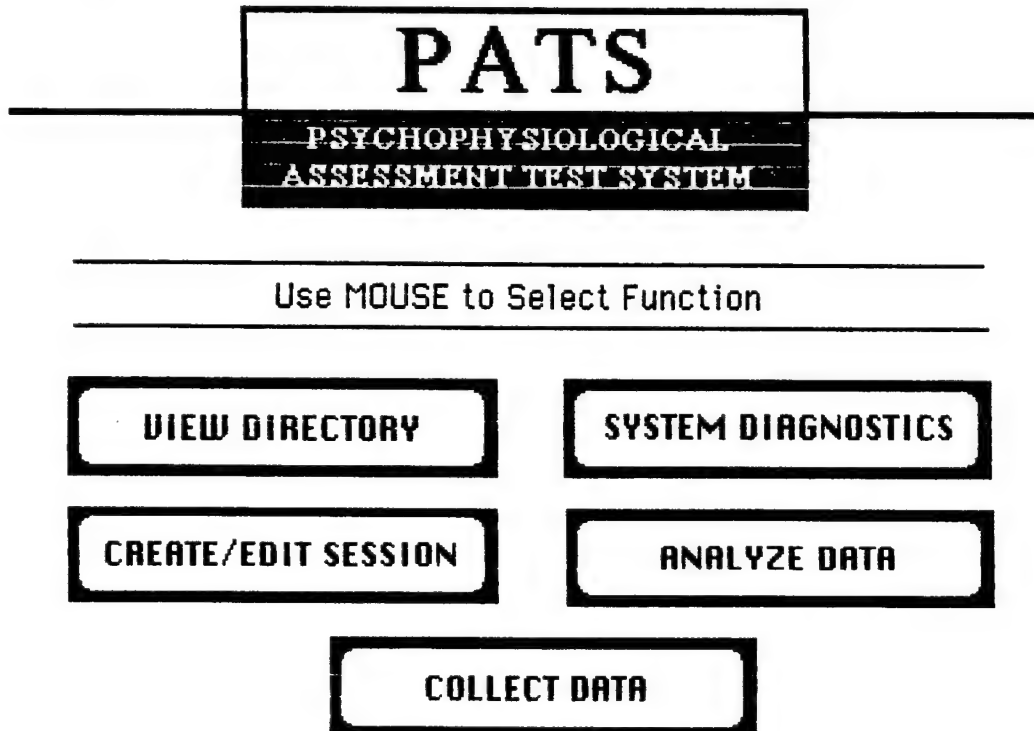 PATS
PSYCHOPHYSIOLOGICAL
ASSESSMENT TEST SYSTEM
Use MOUSE to Select Function
VIEW DIRECTORY
SYSTEM DIAGNOSTICS
CREATE/EDIT SESSION
ANALYZE DATA
COLLECT DATA